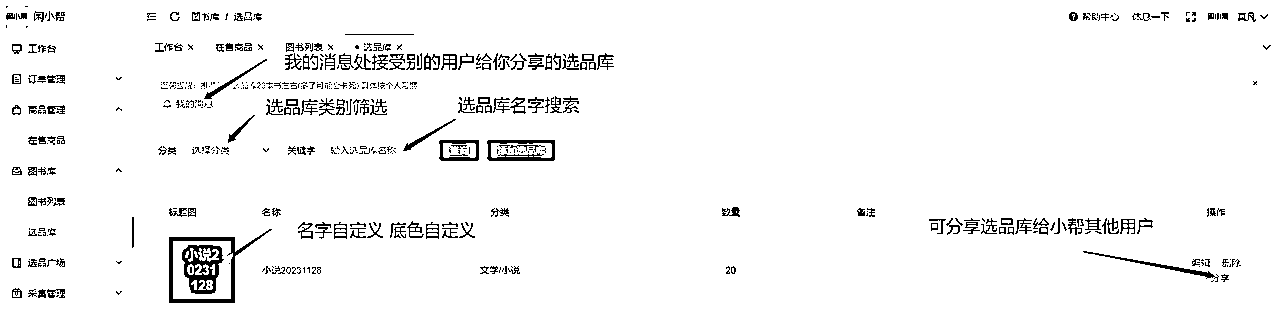 闲小帮
图书库 / 选品库
帮助中心 休息一下
工作台
工作台 × 在售商品 × 图书列表 × • 选品库 ×
我的消息处接受别的用户给你分享的选品库
订单管理
我的消息
商品管理
选品库类别筛选
选品库名字搜索
在售商品
分类 选择分类
关键字 输入选品库名称
查询
添加选品库
图书库
图书列表
标题图 名称 分类 数量 备注 操作
选品库
名字自定义 底色自定义
可分享选品库给小帮其他用户
选品广场
小说2
0231
128
小说20231128 文学/小说 20
编辑 删除
分享
采集管理